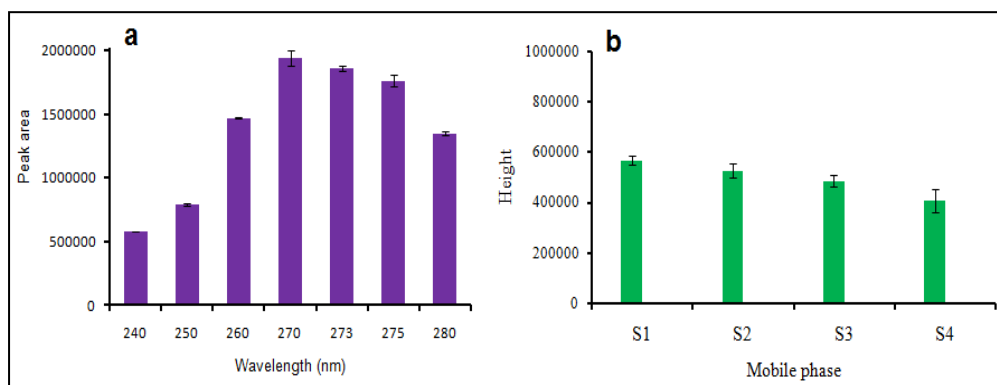 a
Peak area
2000000
1500000
1000000
500000
0
240 250 260 270 273 275 280
Wavelength (nm)
b
Height
1000000
800000
600000
400000
200000
0
S1 S2 S3 S4
Mobile phase